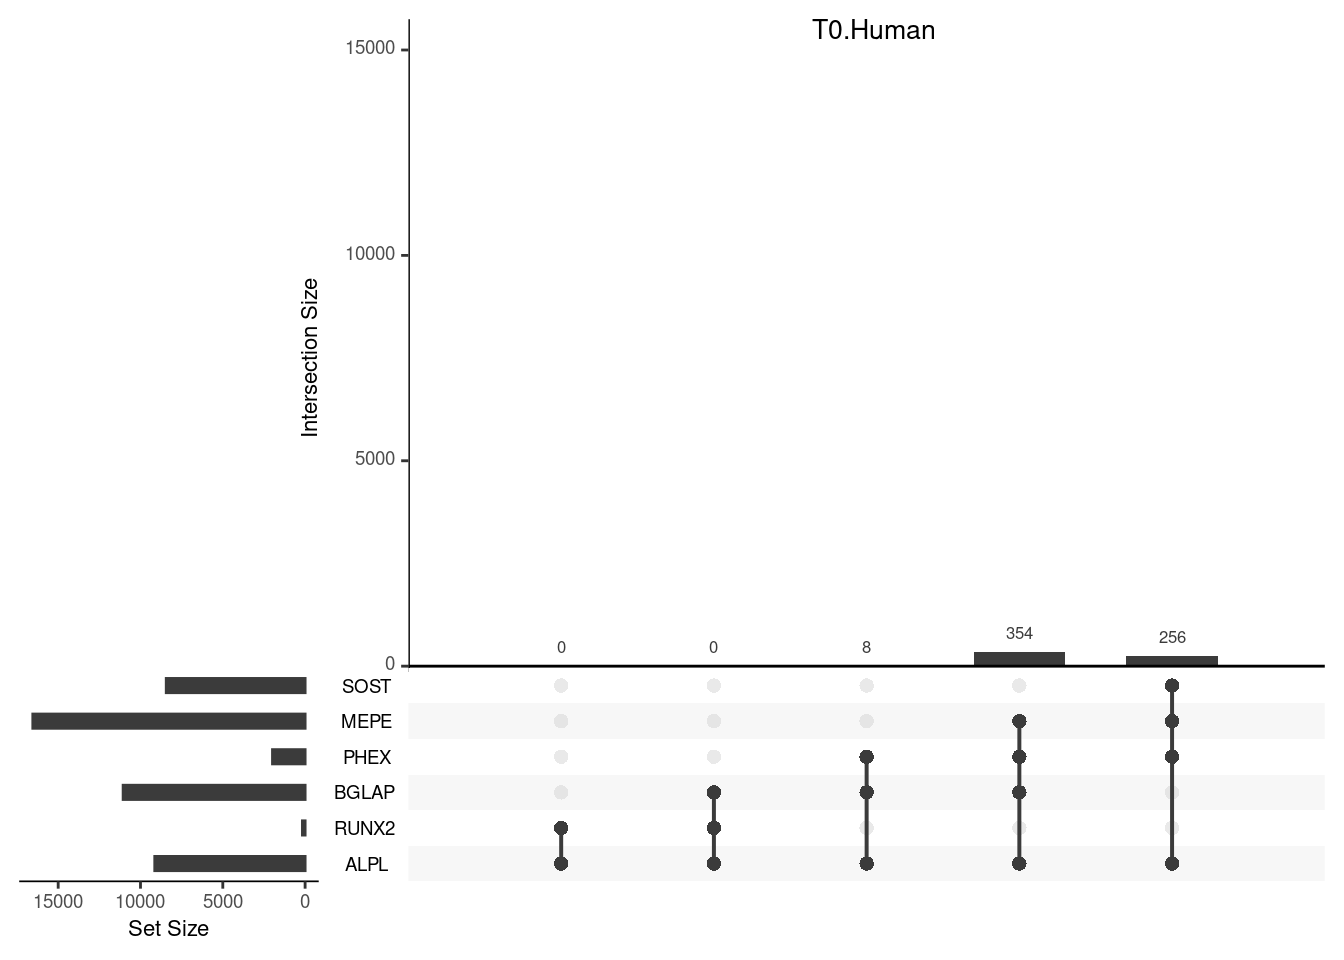 T0.Human
15000
10000
5000
0
Intersection Size
0 0 8 354 256
SOST
MEPE
PHEX
BGLAP
RUNX2
ALPL
15000 10000 5000 0
Set Size